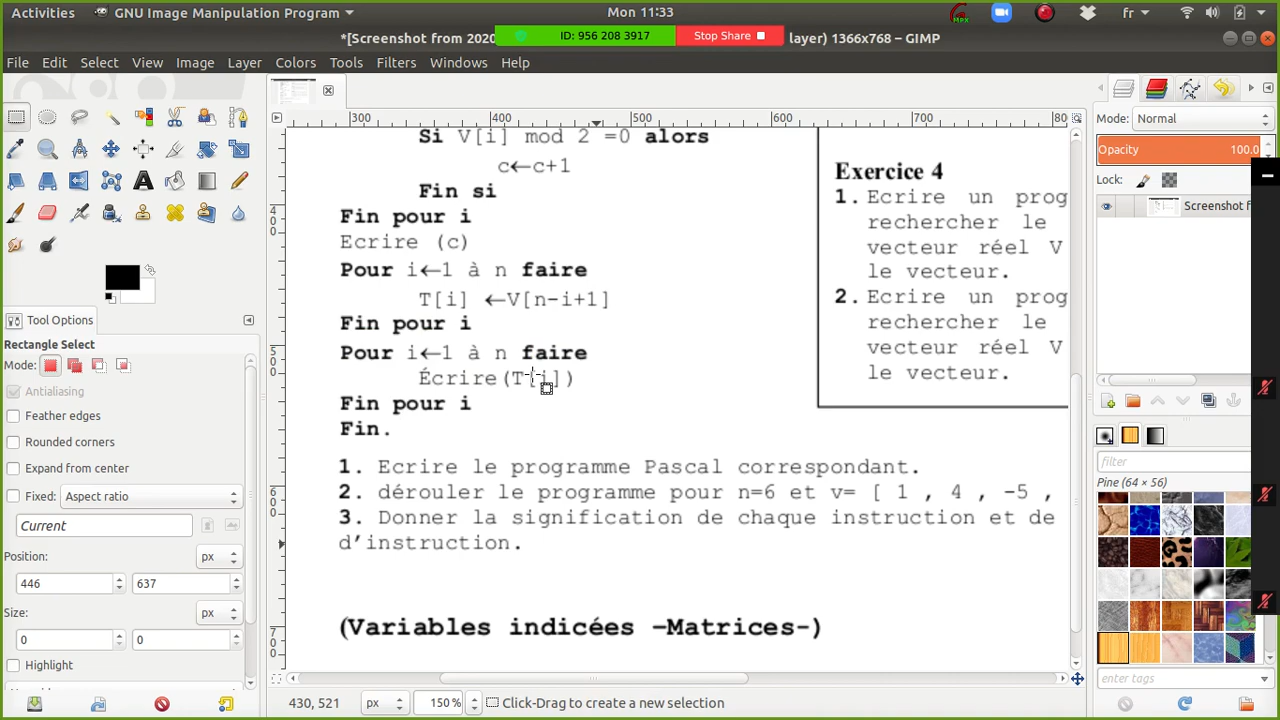 Activities GNU Image Manipulation Program Mon 11:33 fr
ID: 956 208 3917 Stop Share
*[Screenshot from 2020 layer) 1366x768 – GIMP
File Edit Select View Image Layer Colors Tools Filters Windows Help
300 400 500 600 700 80
Mode: Normal
Opacity 100.0
Lock:
Screenshot f
Si V[i] mod 2 =0 alors
c←c+1
Fin si
Fin pour i
Ecrire (c)
Pour i←1 à n faire
T[i] ←V[n-i+1]
Fin pour i
Pour i←1 à n faire
Écrire(T[i])
Fin pour i
Fin.
1. Ecrire le programme Pascal correspondant.
2. dérouler le programme pour n=6 et v= [ 1 , 4 , -5 ,
3. Donner la signification de chaque instruction et de
d’instruction.
(Variables indicées –Matrices-)
Exercice 4
1. Ecrire un prog
rechercher le
vecteur réel V
le vecteur.
2. Ecrire un prog
rechercher le
vecteur réel V
le vecteur.
400
500
600
700
Tool Options
Rectangle Select
Mode:
Antialiasing
Feather edges
Rounded corners
Expand from center
Fixed: Aspect ratio
Current
Position: px
446 637
Size: px
0 0
Highlight
filter
Pine (64 × 56)
enter tags
430, 521 px 150 % Click-Drag to create a new selection